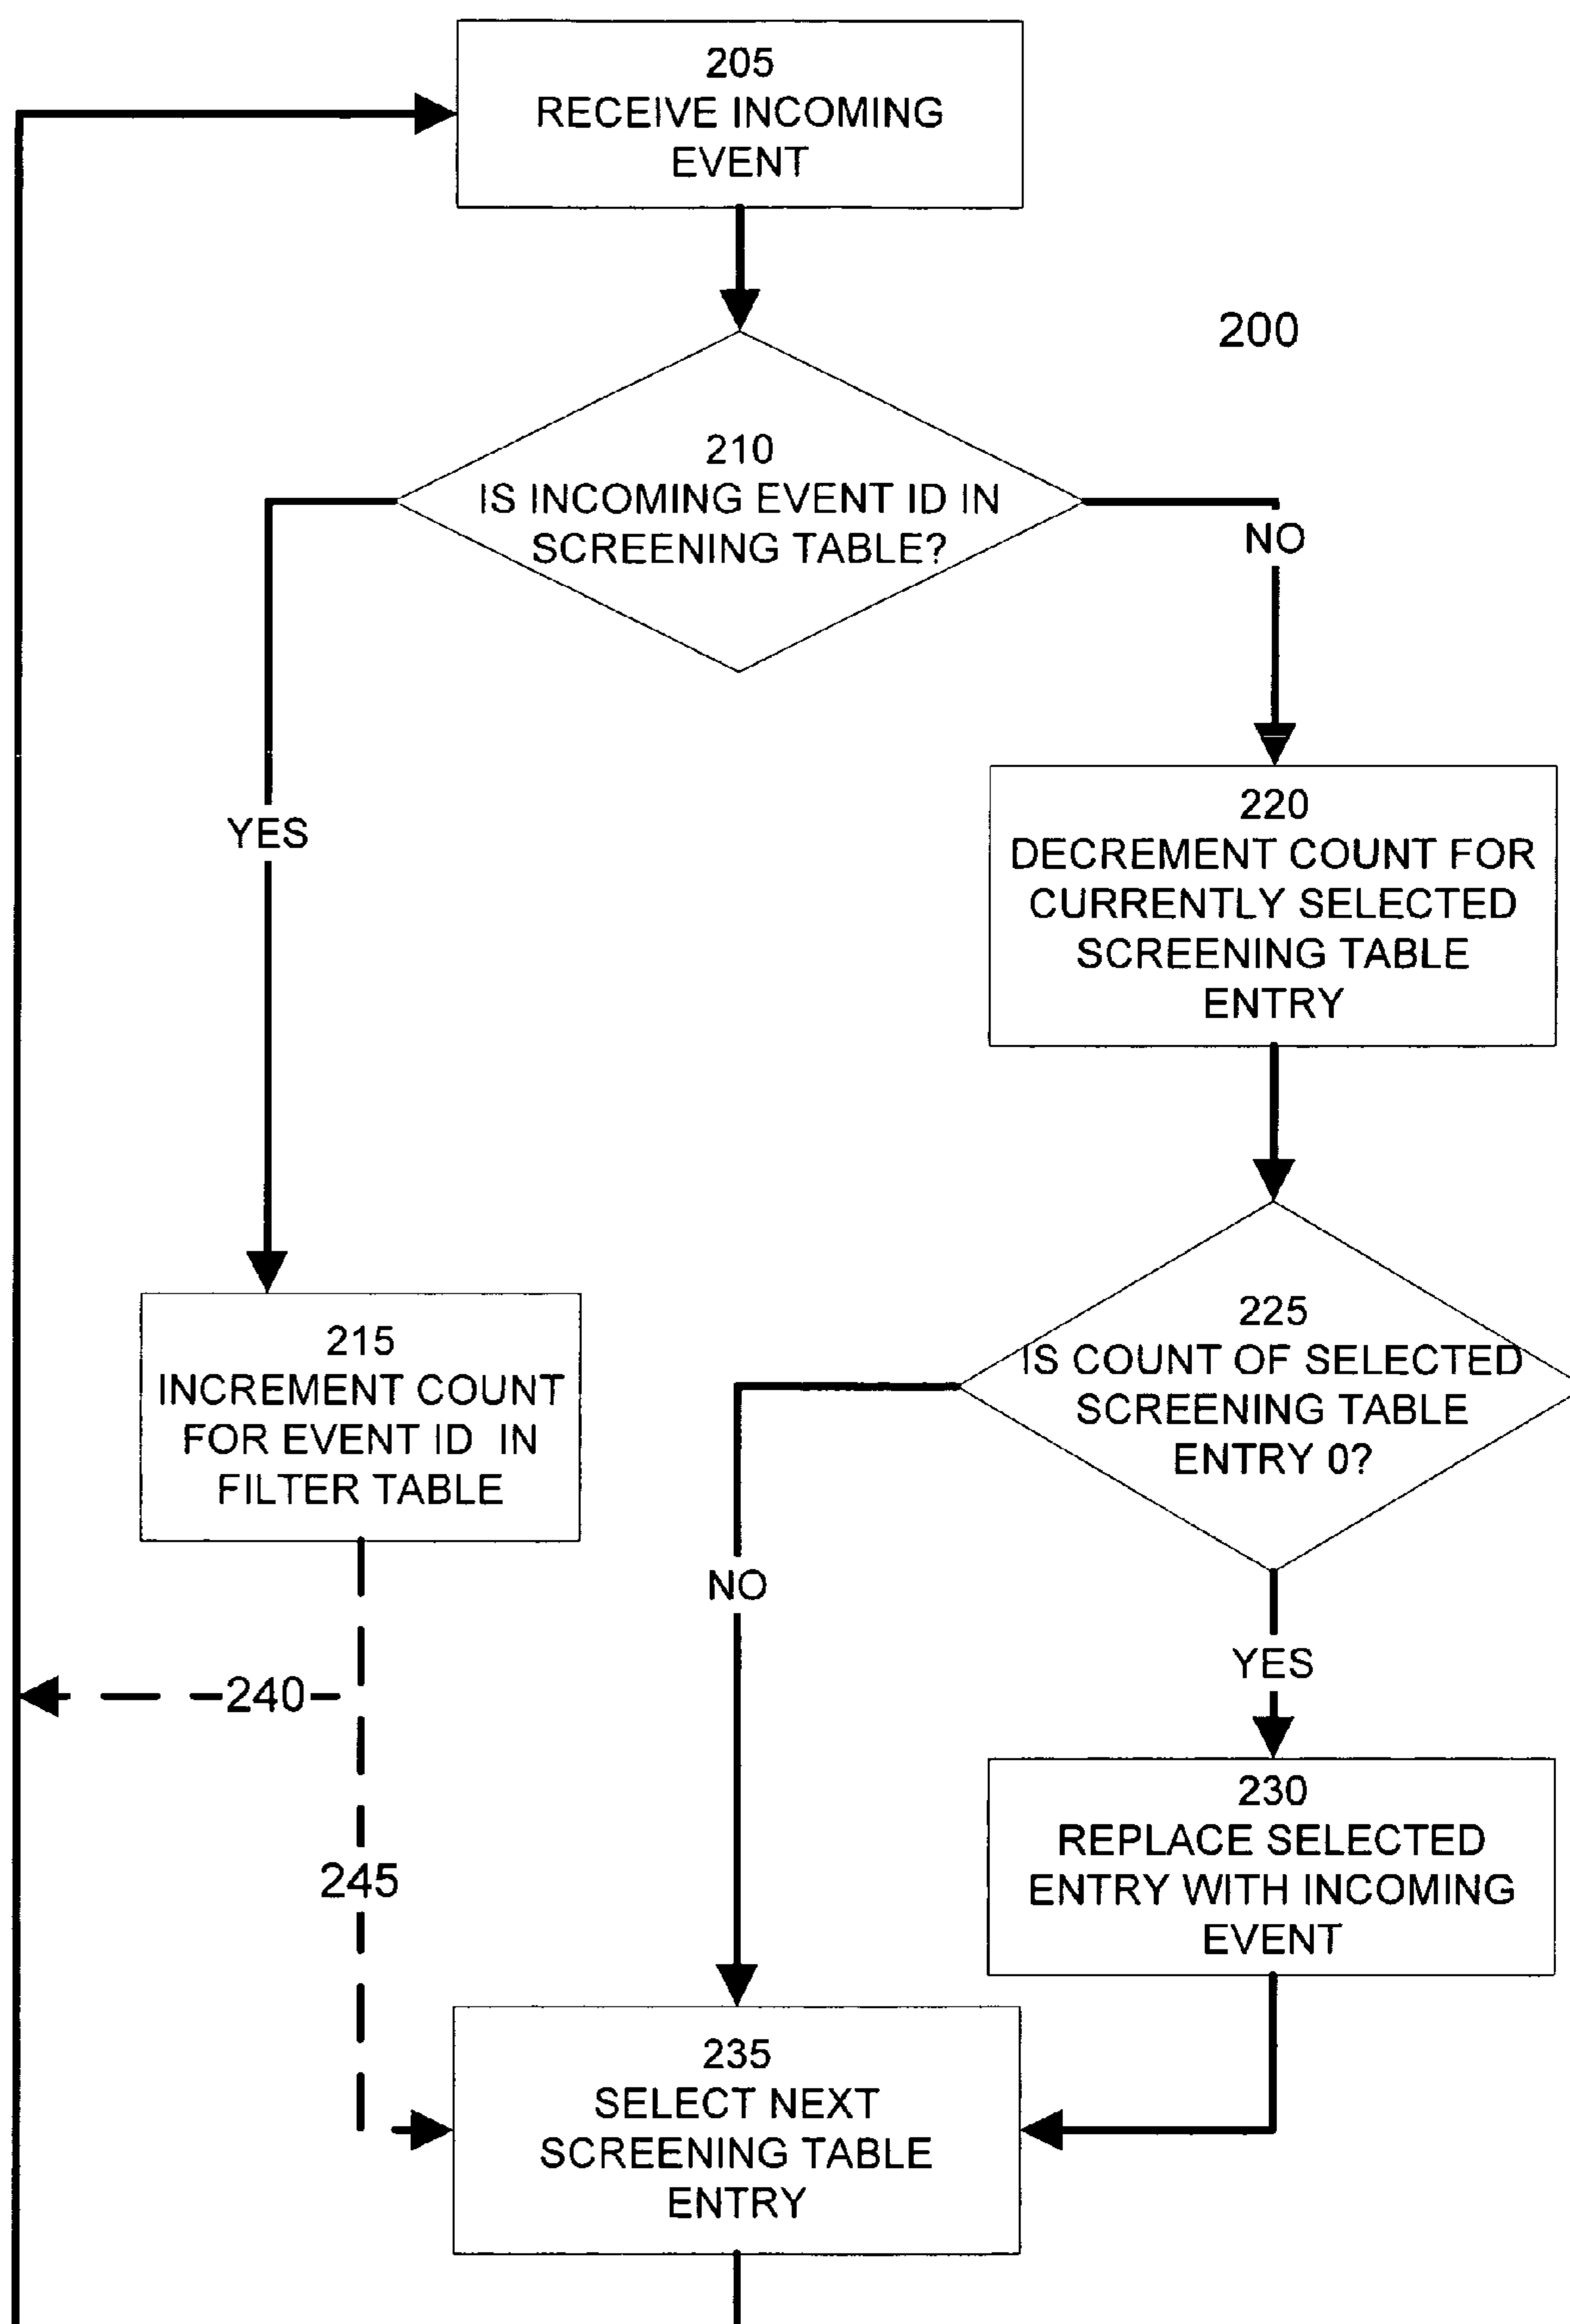 205
RECEIVE INCOMING
EVENT
200
210
IS INCOMING EVENT ID IN
SCREENING TABLE?
NO
YES
220
DECREMENT COUNT FOR
CURRENTLY SELECTED
SCREENING TABLE
ENTRY
215
INCREMENT COUNT
FOR EVENT ID IN
FILTER TABLE
225
IS COUNT OF SELECTED
SCREENING TABLE
ENTRY 0?
NO
YES
240
245
230
REPLACE SELECTED
ENTRY WITH INCOMING
EVENT
235
SELECT NEXT
SCREENING TABLE
ENTRY